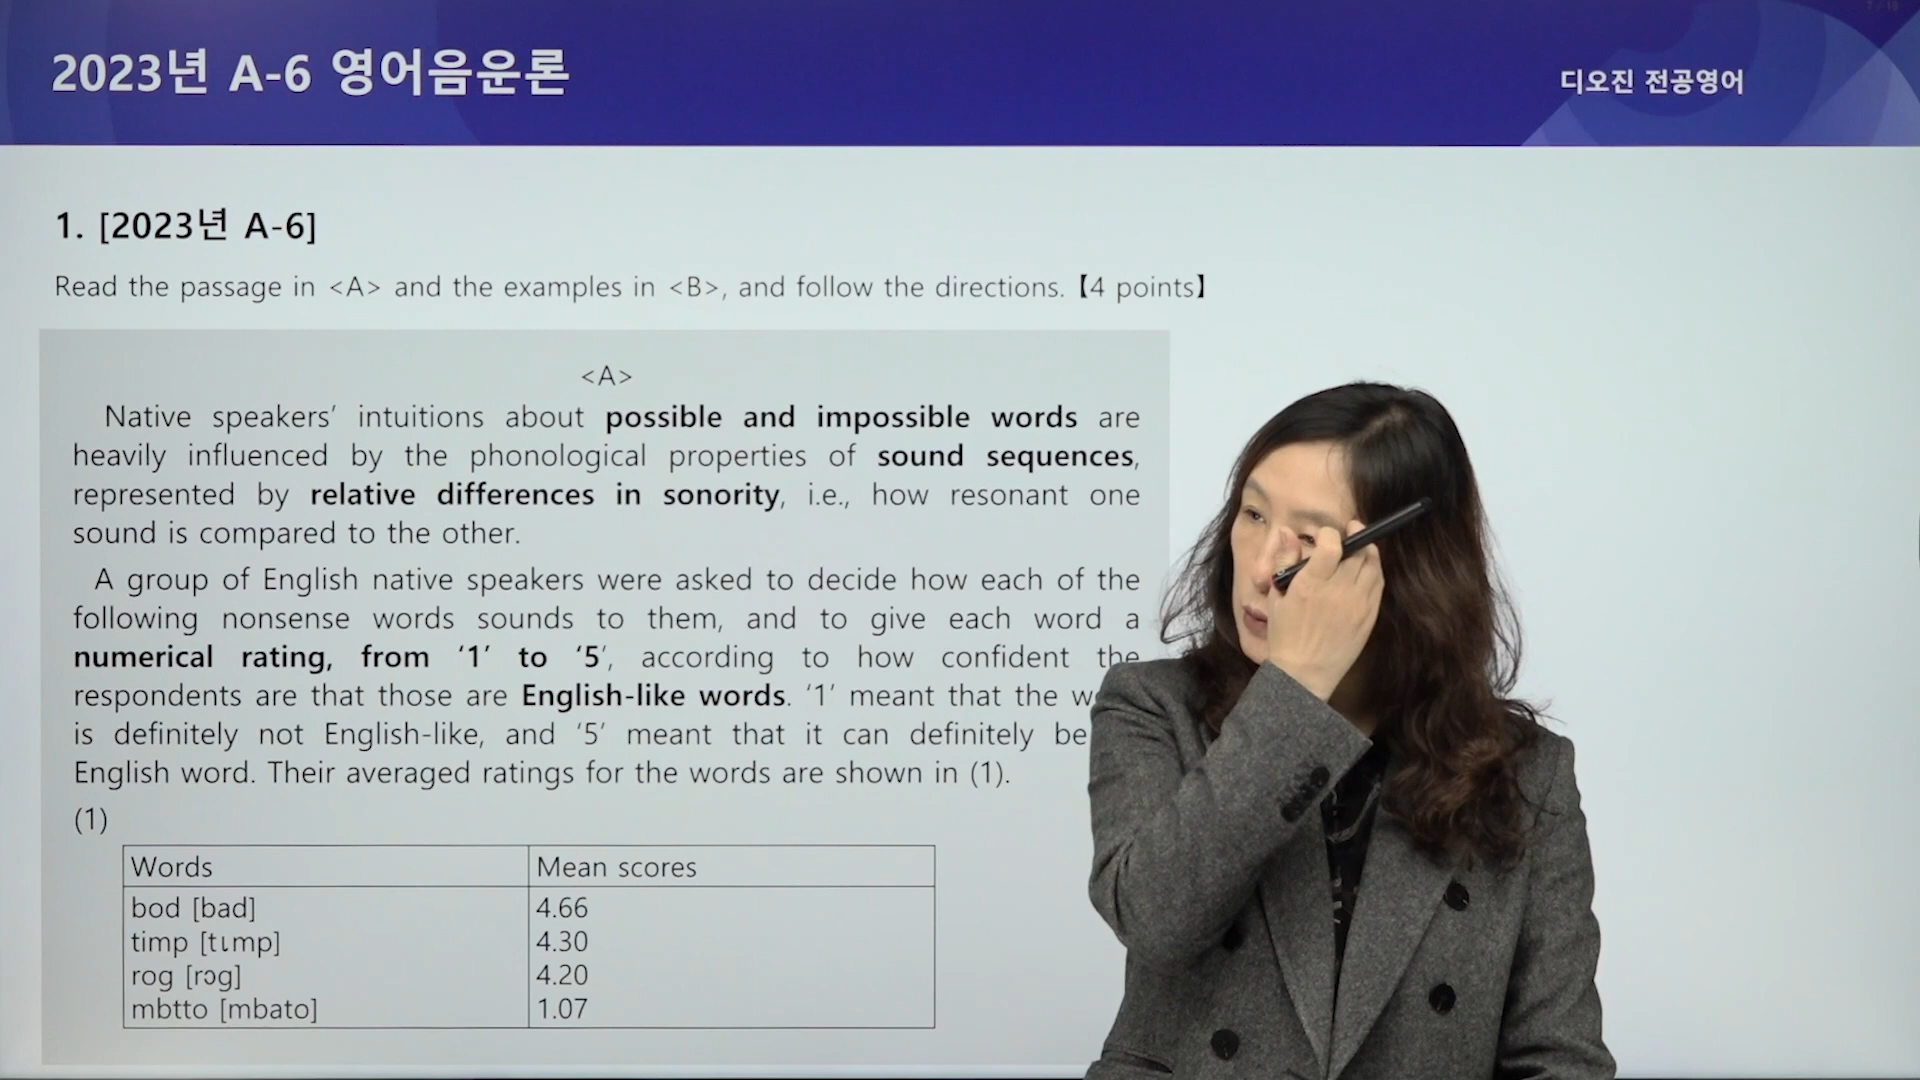 7 / 18
2023년 A-6 영어음운론
디오진 전공영어
1. [2023년 A-6]
Read the passage in <A> and the examples in <B>, and follow the directions.【4 points】
<A>
Native speakers' intuitions about possible and impossible words are
heavily influenced by the phonological properties of sound sequences,
represented by relative differences in sonority, i.e., how resonant one
sound is compared to the other.
A group of English native speakers were asked to decide how each of the
following nonsense words sounds to them, and to give each word a
numerical rating, from '1' to '5', according to how confident the
respondents are that those are English-like words. '1' meant that the
is definitely not English-like, and '5' meant that it can definitely be
English word. Their averaged ratings for the words are shown in (1).
(1)
Words Mean scores
bod [bad] 4.66
timp [tɩmp] 4.30
rog [rɔg] 4.20
mbtto [mbato] 1.07